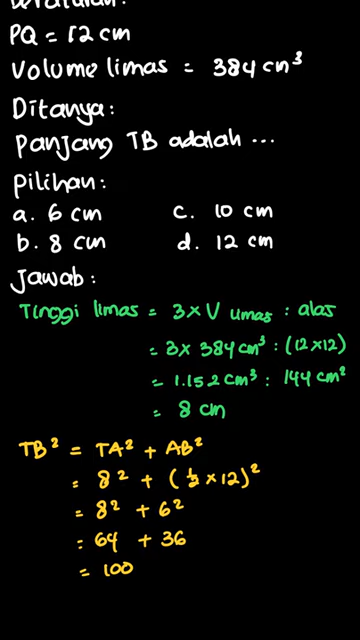 PQ = 12 cm
Volume limas = 384 cm³
Ditanya:
Panjang TB adalah ...
Pilihan:
a. 6 cm c. 10 cm
b. 8 cm d. 12 cm
Jawab:
Tinggi limas = 3 × V limas : alas
= 3 × 384 cm³ : (12 × 12)
= 1.152 cm³ : 144 cm²
= 8 cm
TB² = TA² + AB²
= 8² + (½ × 12)²
= 8² + 6²
= 64 + 36
= 100